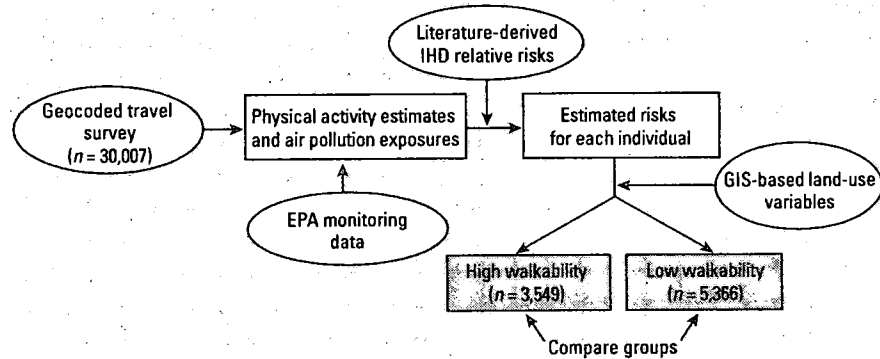 Literature-derived
IHD relative risks
Geocoded travel
survey
(n = 30,007)
Physical activity estimates
and air pollution exposures
Estimated risks
for each individual
EPA monitoring
data
GIS-based land-use
variables
High walkability
(n = 3,549)
Low walkability
(n = 5,366)
Compare groups